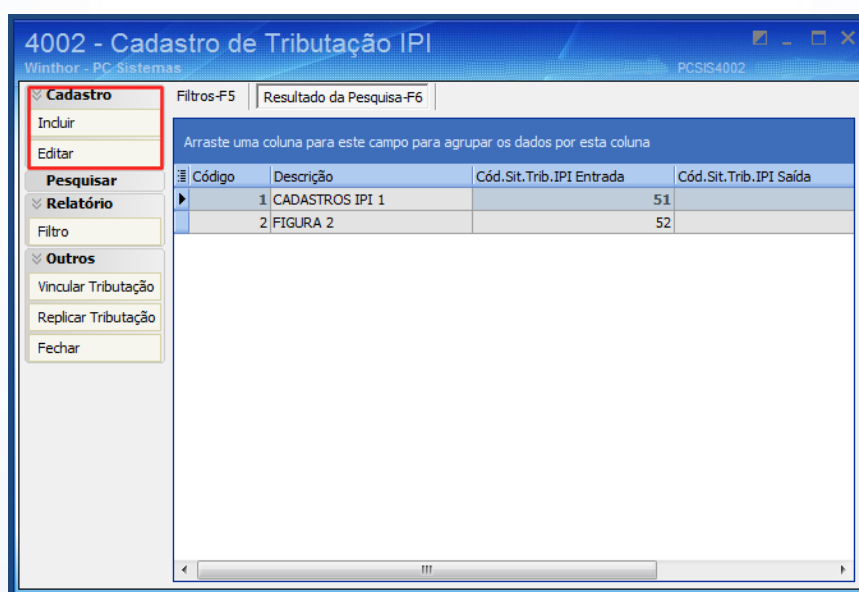 4002 - Cadastro de Tributação IPI
Winthor - PC Sistemas
PCSIS4002
Cadastro
Incluir
Editar
Pesquisar
Relatório
Filtro
Outros
Vincular Tributação
Replicar Tributação
Fechar
Filtros-F5 Resultado da Pesquisa-F6
Arraste uma coluna para este campo para agrupar os dados por esta coluna
Código Descrição Cód.Sit.Trib.IPI Entrada Cód.Sit.Trib.IPI Saída
1 CADASTROS IPI 1 51
2 FIGURA 2 52